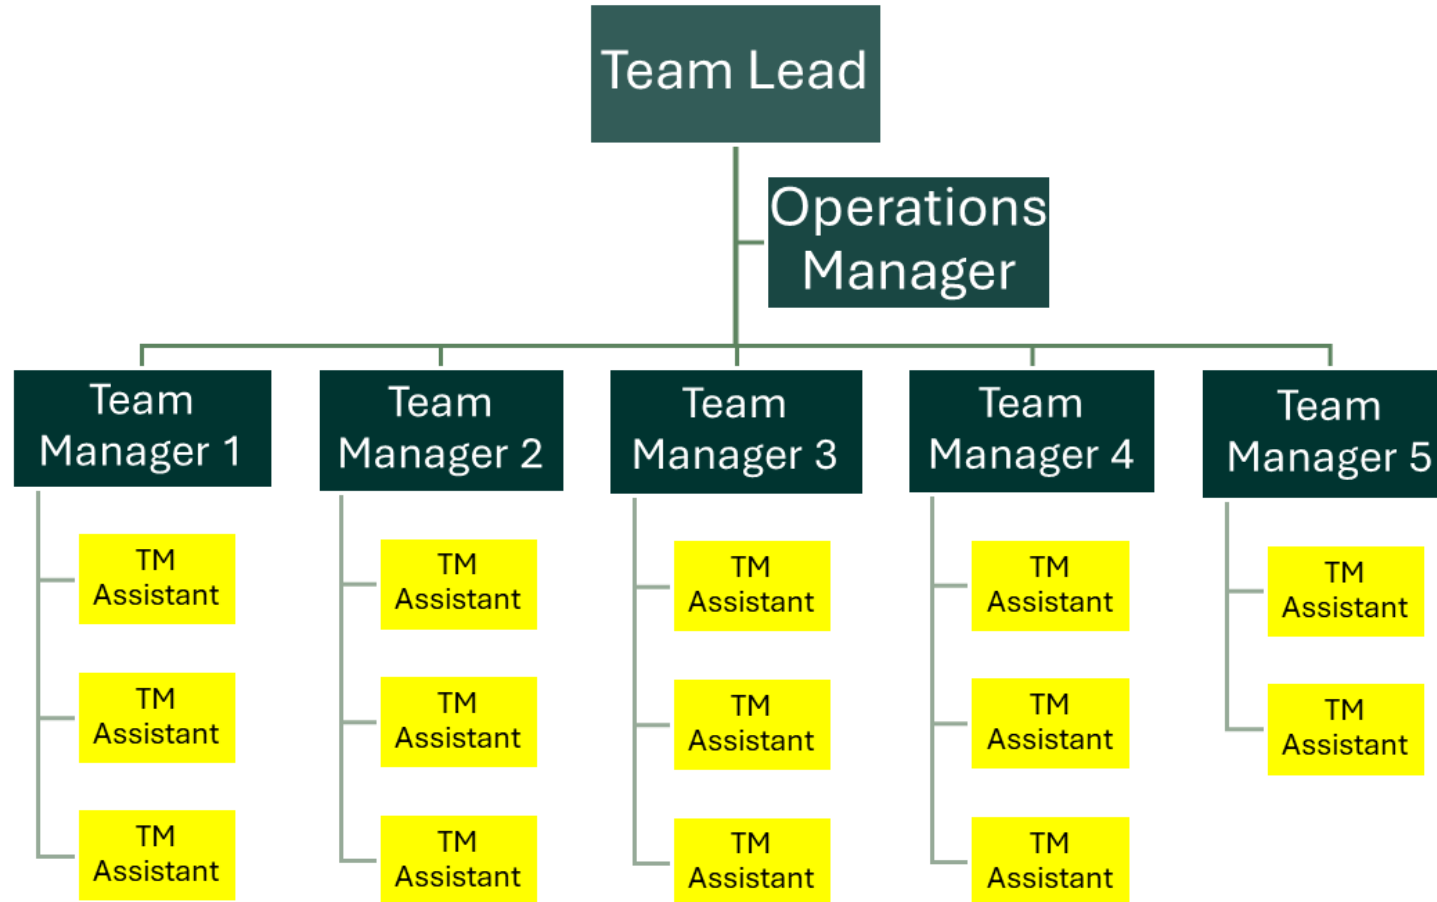 Team Lead
Operations
Manager
Team
Manager 1
Team
Manager 2
Team
Manager 3
Team
Manager 4
Team
Manager 5
TM
Assistant
TM
Assistant
TM
Assistant
TM
Assistant
TM
Assistant
TM
Assistant
TM
Assistant
TM
Assistant
TM
Assistant
TM
Assistant
TM
Assistant
TM
Assistant
TM
Assistant
TM
Assistant